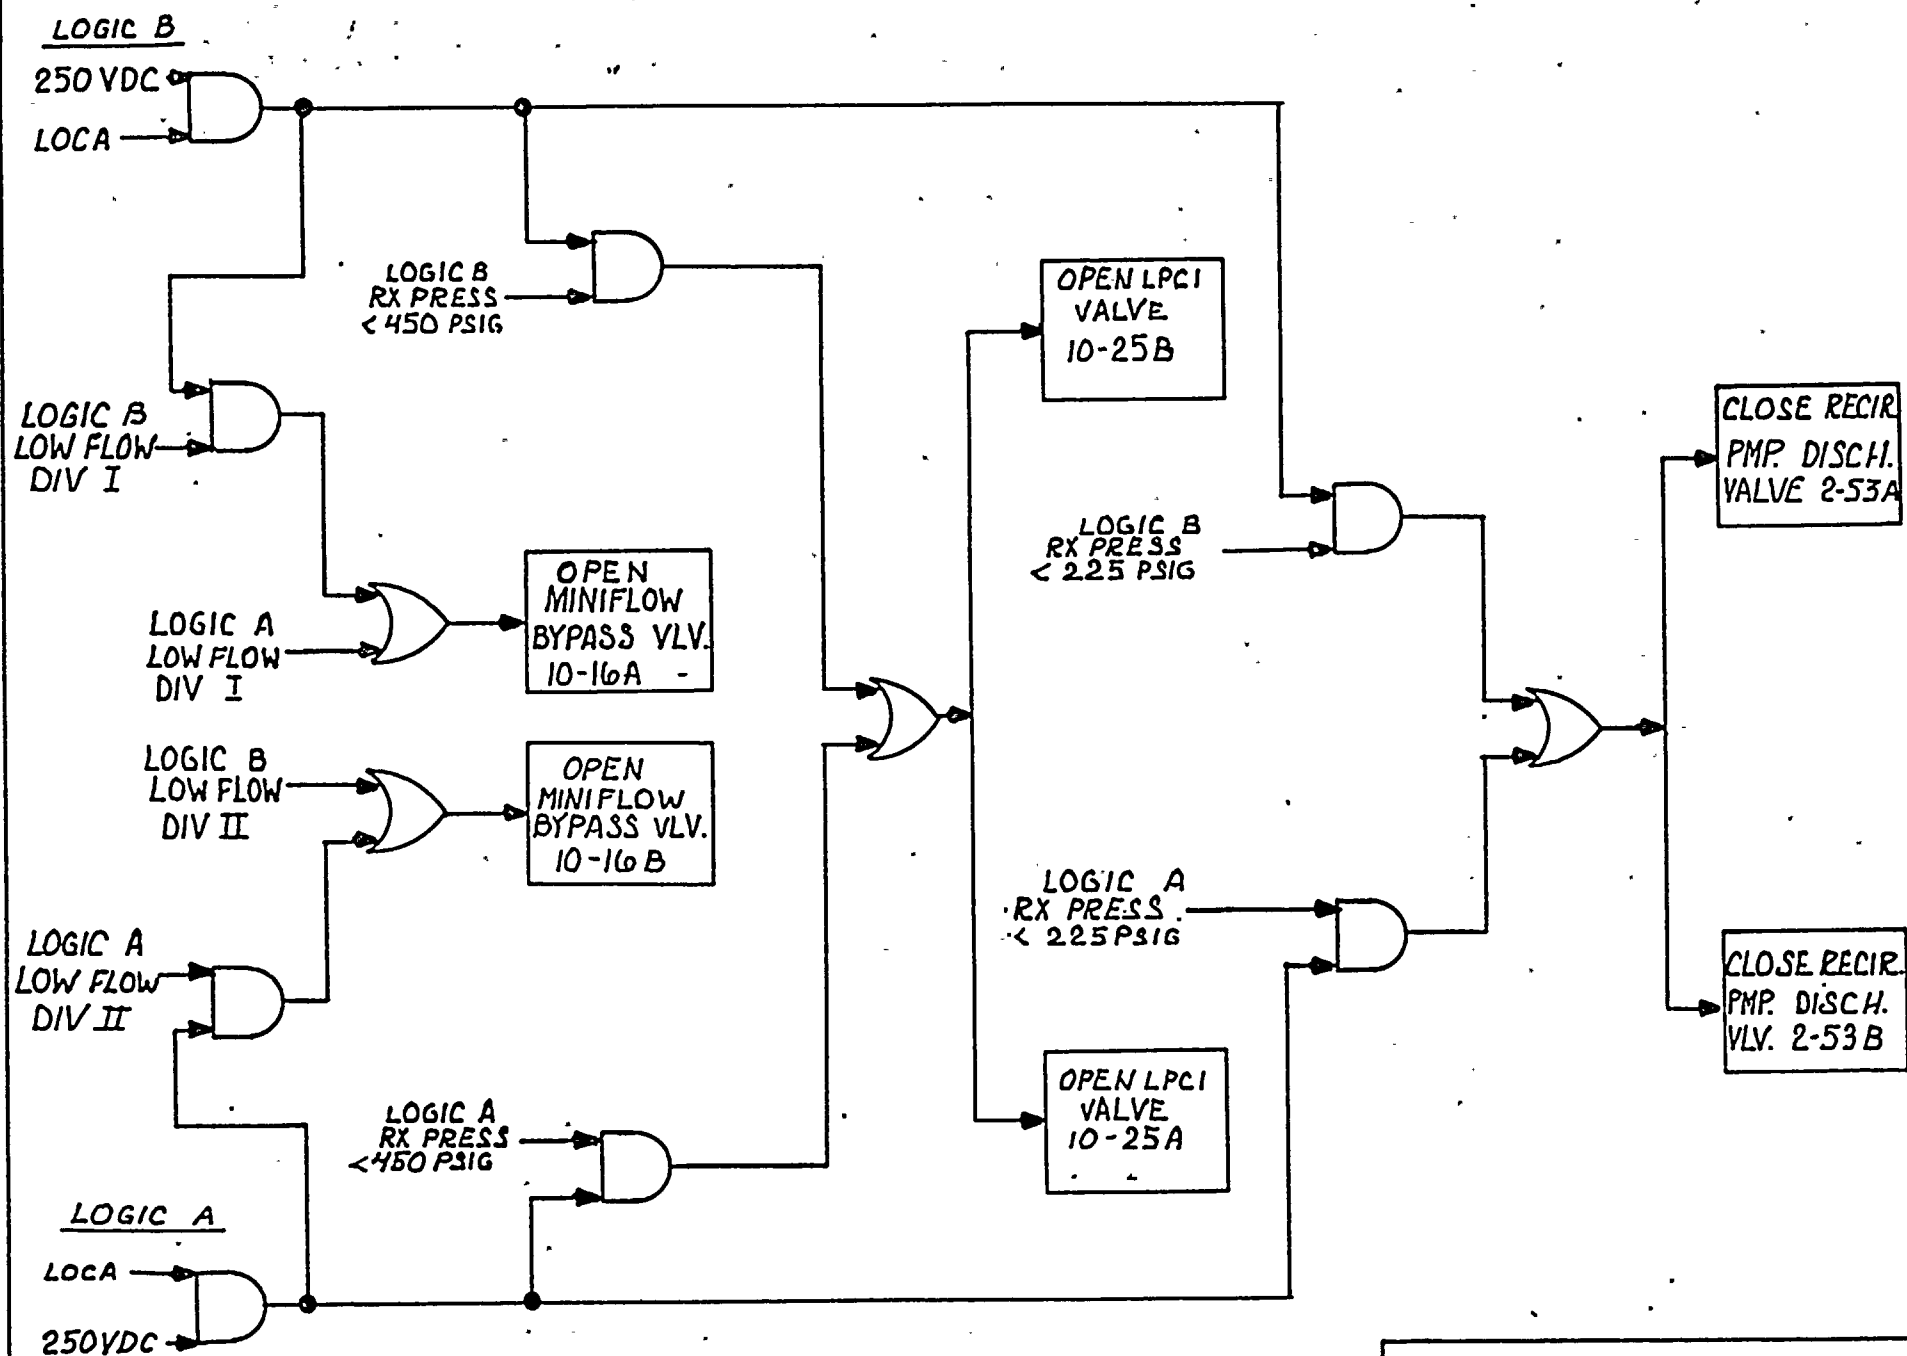 LOGIC B
250 VDC
LOCA
LOGIC B
RX PRESS
< 450 PSIG
LOGIC B
LOW FLOW
DIV I
LOGIC A
LOW FLOW
DIV I
OPEN
MINIFLOW
BYPASS VLV.
10-16A
LOGIC B
LOW FLOW
DIV II
OPEN
MINIFLOW
BYPASS VLV.
10-16B
LOGIC A
LOW FLOW
DIV II
LOGIC A
RX PRESS
<450 PSIG
LOGIC A
LOCA
250VDC
OPEN LPCI
VALVE
10-25B
LOGIC B
RX PRESS
< 225 PSIG
LOGIC A
RX PRESS
< 225 PSIG
OPEN LPCI
VALVE
10-25A
CLOSE RECIR
PMP. DISCH.
VALVE 2-53A
CLOSE RECIR.
PMP. DISCH.
VLV. 2-53B